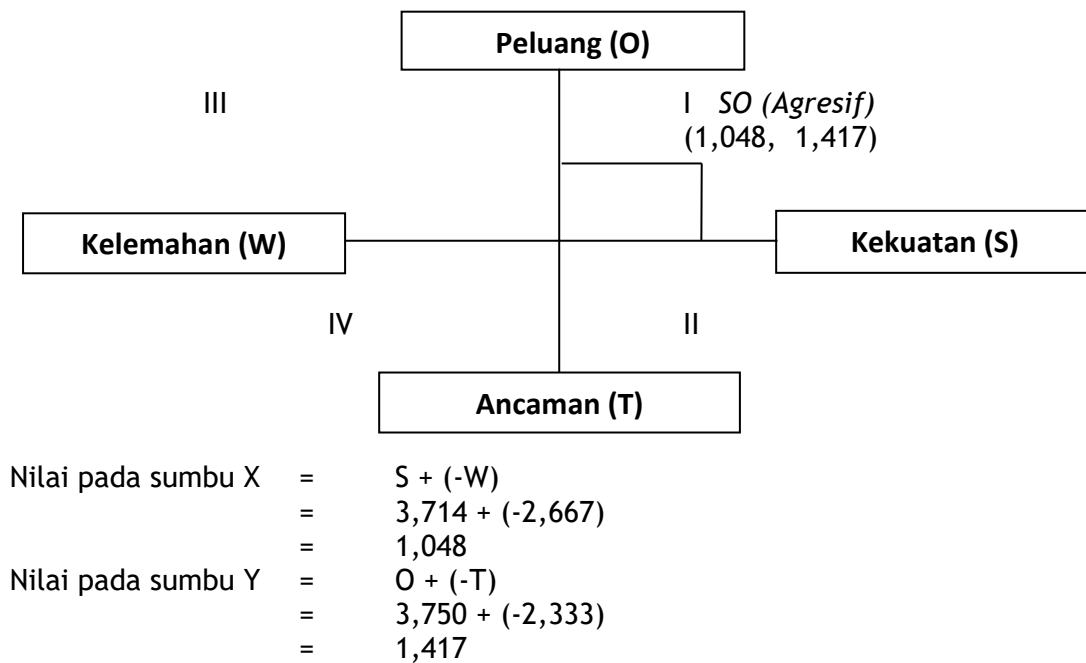 Peluang (O)
III
I SO (Agresif)
(1,048, 1,417)
Kelemahan (W)
Kekuatan (S)
IV
II
Ancaman (T)
Nilai pada sumbu X = S + (-W)
= 3,714 + (-2,667)
= 1,048
Nilai pada sumbu Y = O + (-T)
= 3,750 + (-2,333)
= 1,417